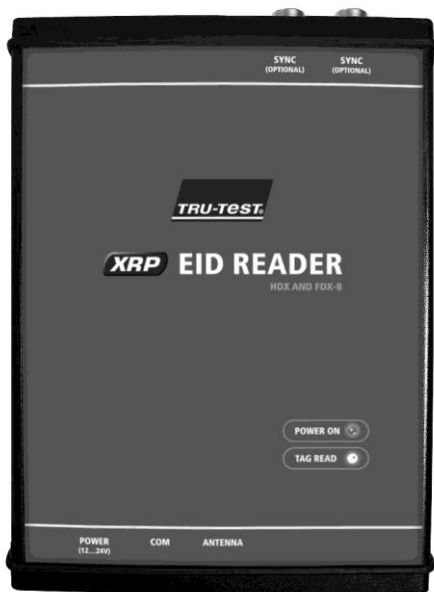 SYNC SYNC
(OPTIONAL) (OPTIONAL)
TRU-TEST®
XRP EID READER
HDX AND FDX-B
POWER ON
TAG READ
POWER COM ANTENNA
(12...24V)